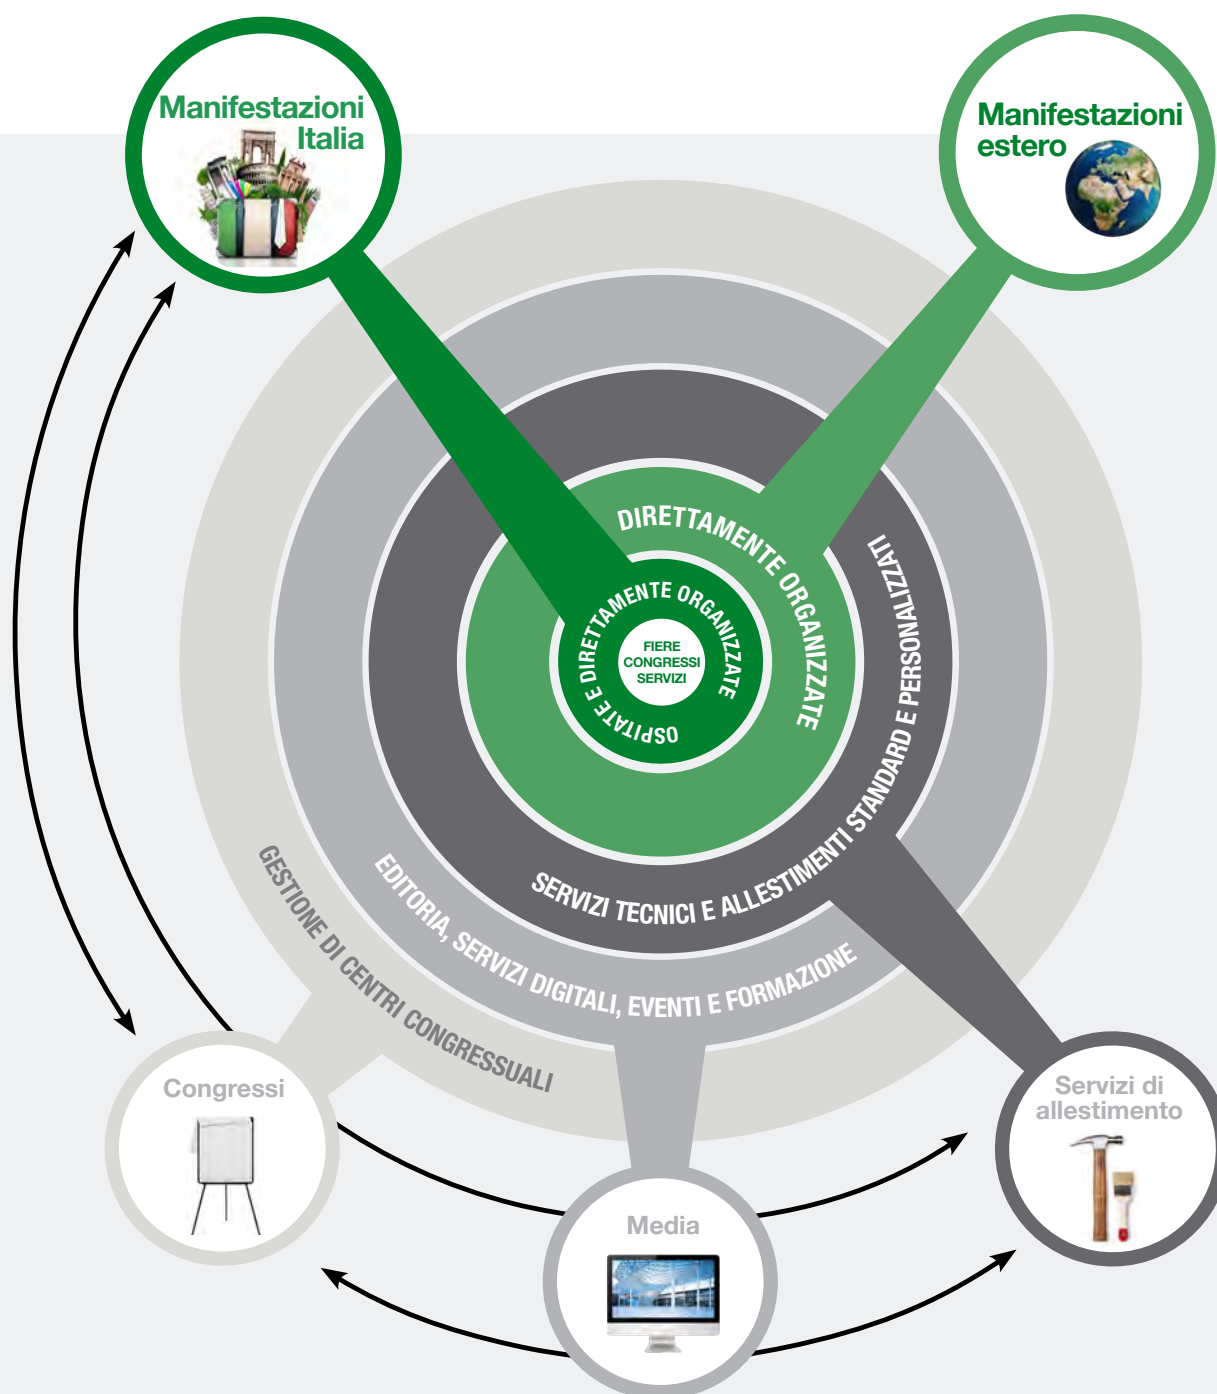 Manifestazioni
Italia
Manifestazioni
estero
DIRETTAMENTE ORGANIZZATE
OSPITATE E DIRETTAMENTE ORGANIZZATE
FIERE
CONGRESSI
SERVIZI
SERVIZI TECNICI E ALLESTIMENTI STANDARD E PERSONALIZZATI
EDITORIA, SERVIZI DIGITALI, EVENTI E FORMAZIONE
GESTIONE DI CENTRI CONGRESSUALI
Congressi
Media
Servizi di
allestimento